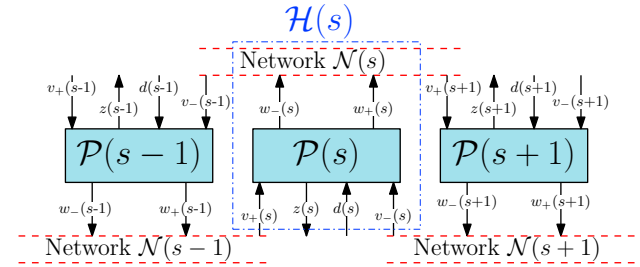 ℋ(s)
Network 𝒩(s)
v₊(s-1) z(s-1) d(s-1) v₋(s-1) w₋(s) w₊(s) v₊(s+1) z(s+1) d(s+1) v₋(s+1)
𝒫(s − 1) 𝒫(s) 𝒫(s + 1)
w₋(s-1) w₊(s-1) v₊(s) z(s) d(s) v₋(s) w₋(s+1) w₊(s+1)
Network 𝒩(s − 1) Network 𝒩(s+1)